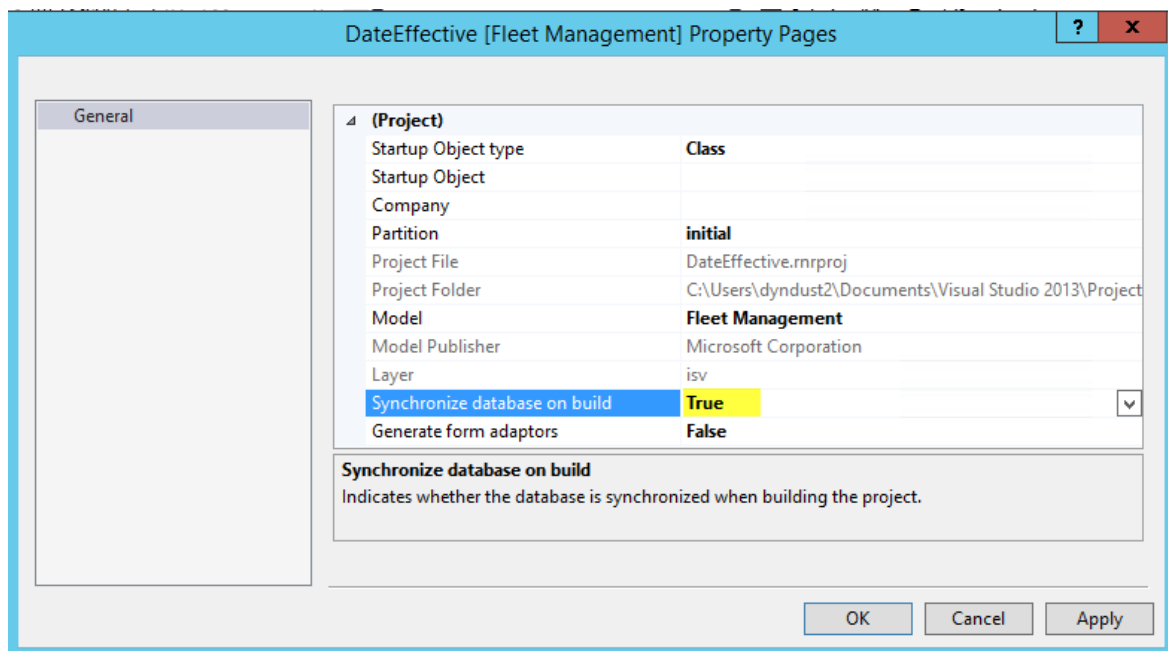 DateEffective [Fleet Management] Property Pages
? x
General
(Project)
Startup Object type Class
Startup Object
Company
Partition initial
Project File DateEffective.rnrproj
Project Folder C:\Users\dyndust2\Documents\Visual Studio 2013\Project
Model Fleet Management
Model Publisher Microsoft Corporation
Layer isv
Synchronize database on build True
Generate form adaptors False
Synchronize database on build
Indicates whether the database is synchronized when building the project.
OK Cancel Apply